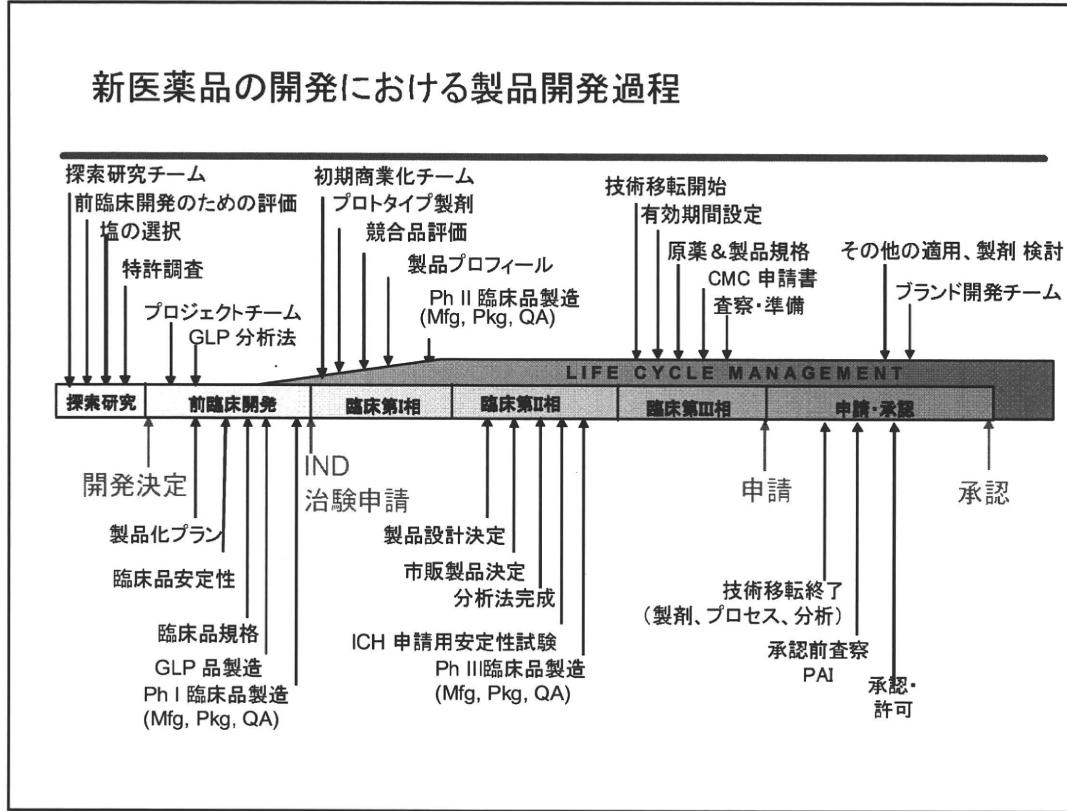 新医薬品の開発における製品開発過程
探索研究チーム
前臨床開発のための評価
塩の選択
特許調査
プロジェクトチーム
GLP 分析法
初期商業化チーム
プロトタイプ製剤
競合品評価
製品プロフィール
Ph II 臨床品製造
(Mfg, Pkg, QA)
技術移転開始
有効期間設定
原薬&製品規格
CMC 申請書
査察・準備
その他の適用、製剤 検討
ブランド開発チーム
LIFE CYCLE MANAGEMENT
探索研究
前臨床開発
臨床第I相
臨床第II相
臨床第III相
申請・承認
開発決定
IND
治験申請
申請
承認
製品化プラン
臨床品安定性
臨床品規格
GLP 品製造
Ph I 臨床品製造
(Mfg, Pkg, QA)
製品設計決定
市販製品決定
分析法完成
ICH 申請用安定性試験
Ph III臨床品製造
(Mfg, Pkg, QA)
技術移転終了
(製剤、プロセス、分析)
承認前査察
PAI
承認・
許可